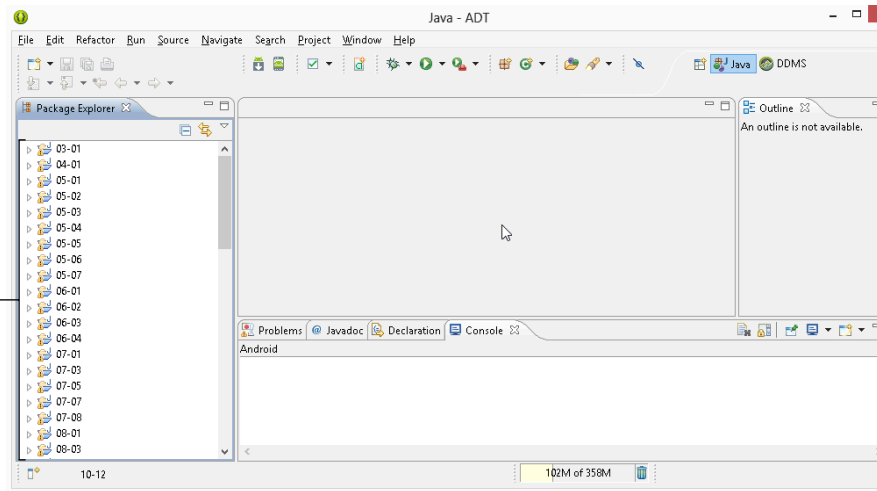 Java - ADT
File Edit Refactor Run Source Navigate Search Project Window Help
Java DDMS
Package Explorer
Outline
An outline is not available.
03-01
04-01
05-01
05-02
05-03
05-04
05-05
05-06
05-07
06-01
06-02
06-03
06-04
07-01
07-03
07-05
07-07
07-08
08-01
08-03
Problems @ Javadoc Declaration Console
Android
10-12
102M of 358M